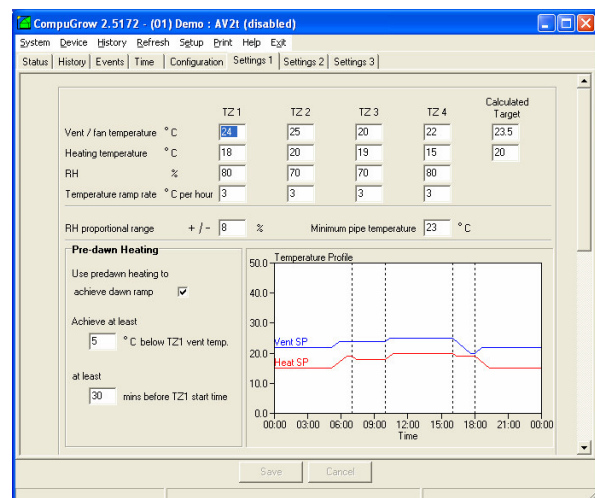 CompuGrow 2.5172 - (01) Demo : AV2t (disabled)
System Device History Refresh Setup Print Help Exit
Status History Events Time Configuration Settings 1 Settings 2 Settings 3
TZ 1 TZ 2 TZ 3 TZ 4 Calculated Target
Vent / fan temperature ° C 24 25 20 22 23.5
Heating temperature ° C 18 20 19 15 20
RH % 80 70 70 80
Temperature ramp rate ° C per hour 3 3 3 3
RH proportional range + / - 8 % Minimum pipe temperature 23 ° C
Pre-dawn Heating
Use predawn heating to
achieve dawn ramp
Achieve at least
5 ° C below TZ1 vent temp.
at least
30 mins before TZ1 start time
Temperature Profile
50.0
40.0
30.0
Vent SP
20.0
Heat SP
10.0
0.0
00:00 03:00 06:00 09:00 12:00 15:00 18:00 21:00 00:00
Time
Save Cancel